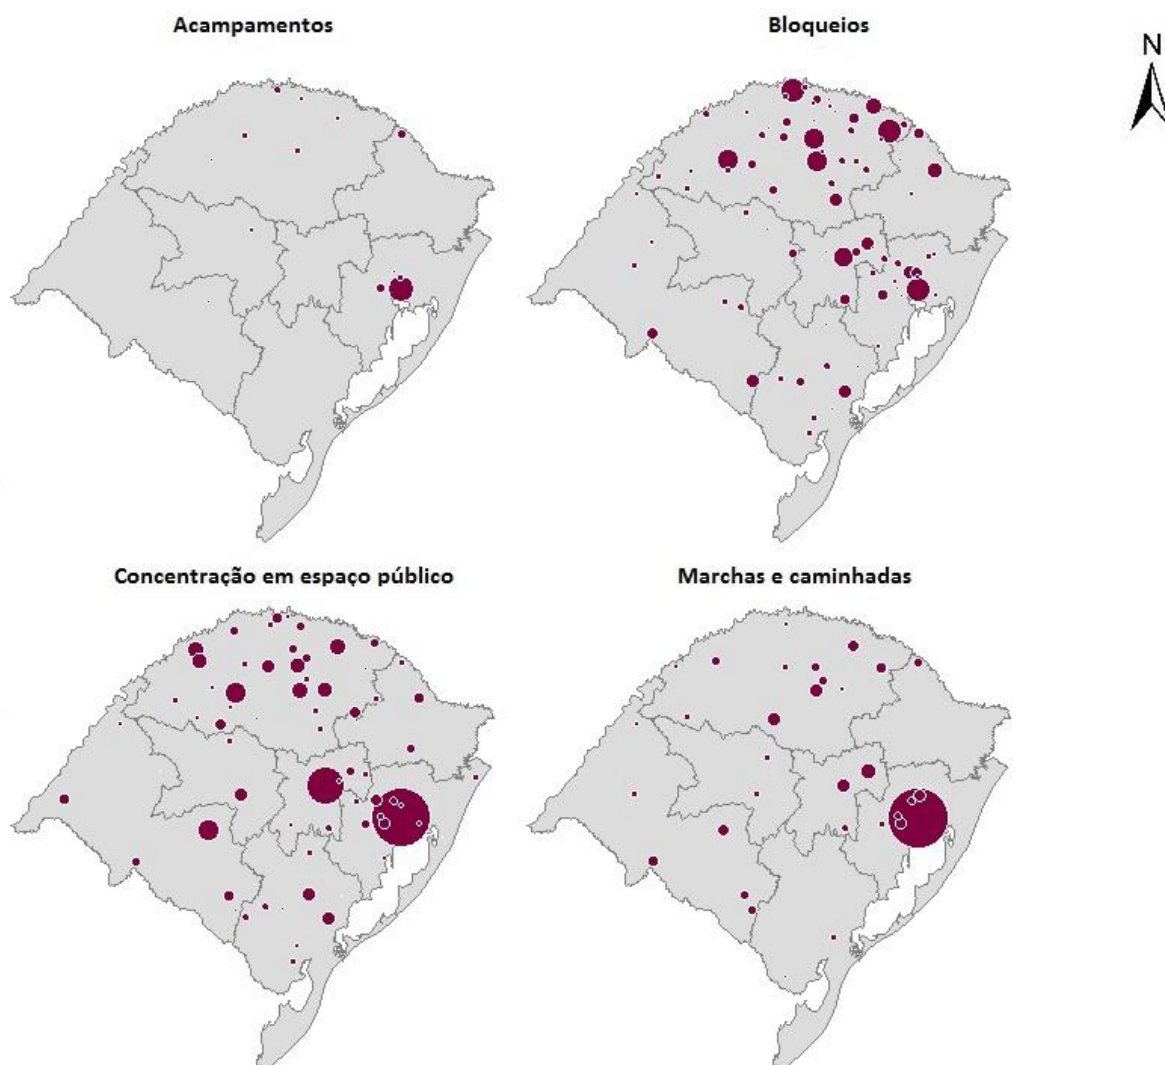 Acampamentos
Bloqueios
N
Concentração em espaço público
Marchas e caminhadas